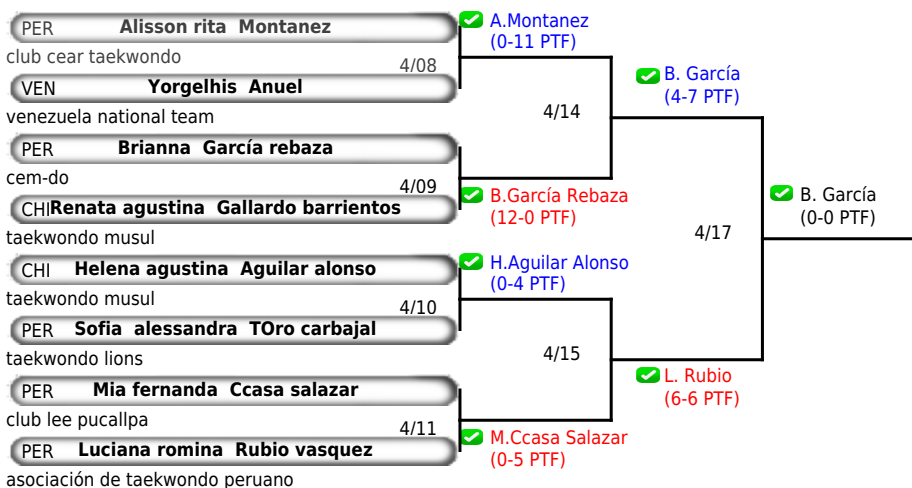 PER Alisson rita Montanez
club cear taekwondo
4/08
VEN Yorgelhis Anuel
venezuela national team
PER Brianna García rebaza
cem-do
4/09
CHI Renata agustina Gallardo barrientos
taekwondo musul
CHI Helena agustina Aguilar alonso
taekwondo musul
4/10
PER Sofia alessandra TOro carbajal
taekwondo lions
PER Mia fernanda Ccasa salazar
club lee pucallpa
4/11
PER Luciana romina Rubio vasquez
asociación de taekwondo peruano
A.Montanez
(0-11 PTF)
4/14
B.García Rebaza
(12-0 PTF)
H.Aguilar Alonso
(0-4 PTF)
4/15
M.Ccasa Salazar
(0-5 PTF)
B. García
(4-7 PTF)
4/17
L. Rubio
(6-6 PTF)
B. García
(0-0 PTF)